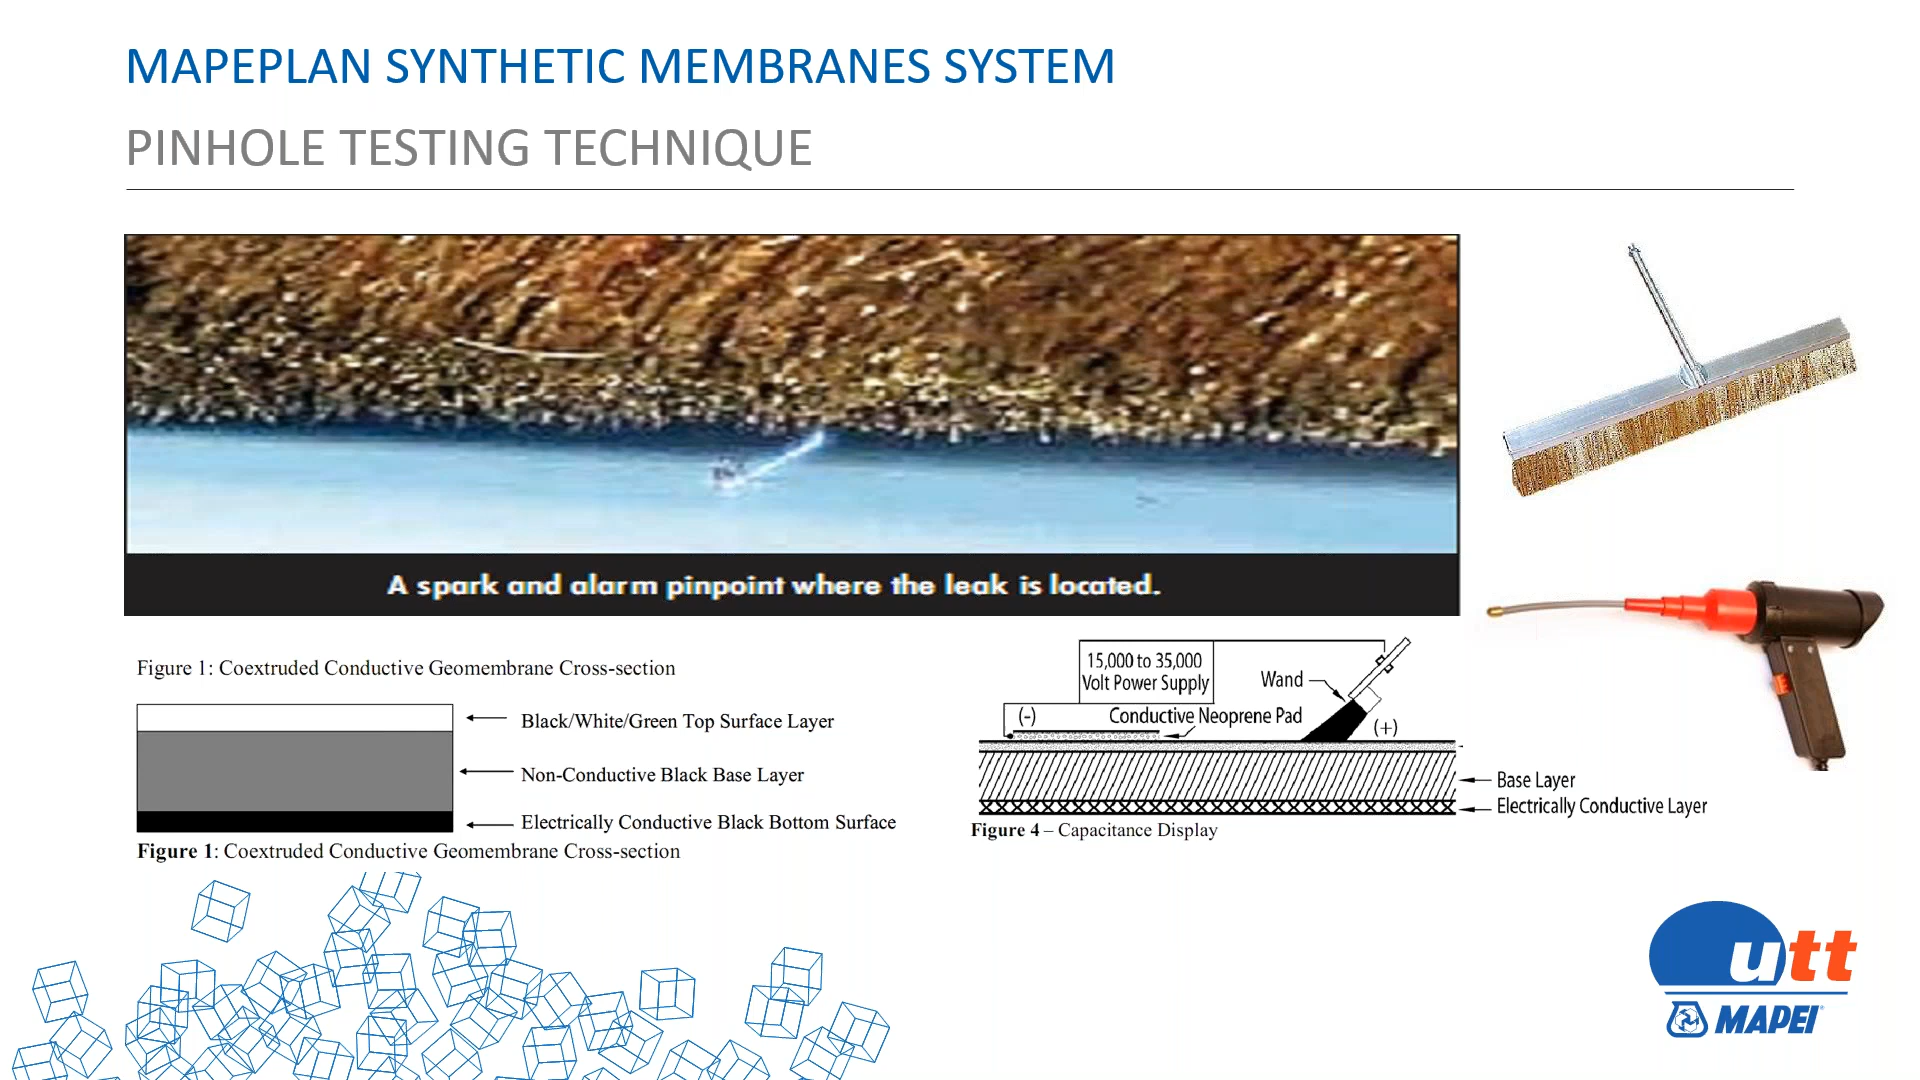 MAPEPLAN SYNTHETIC MEMBRANES SYSTEM
PINHOLE TESTING TECHNIQUE
A spark and alarm pinpoint where the leak is located.
Figure 1: Coextruded Conductive Geomembrane Cross-section
Black/White/Green Top Surface Layer
Non-Conductive Black Base Layer
Electrically Conductive Black Bottom Surface
Figure 1: Coextruded Conductive Geomembrane Cross-section
15,000 to 35,000
Volt Power Supply
Wand
(-)
Conductive Neoprene Pad
(+)
Base Layer
Electrically Conductive Layer
Figure 4 – Capacitance Display
utt
MAPEI®